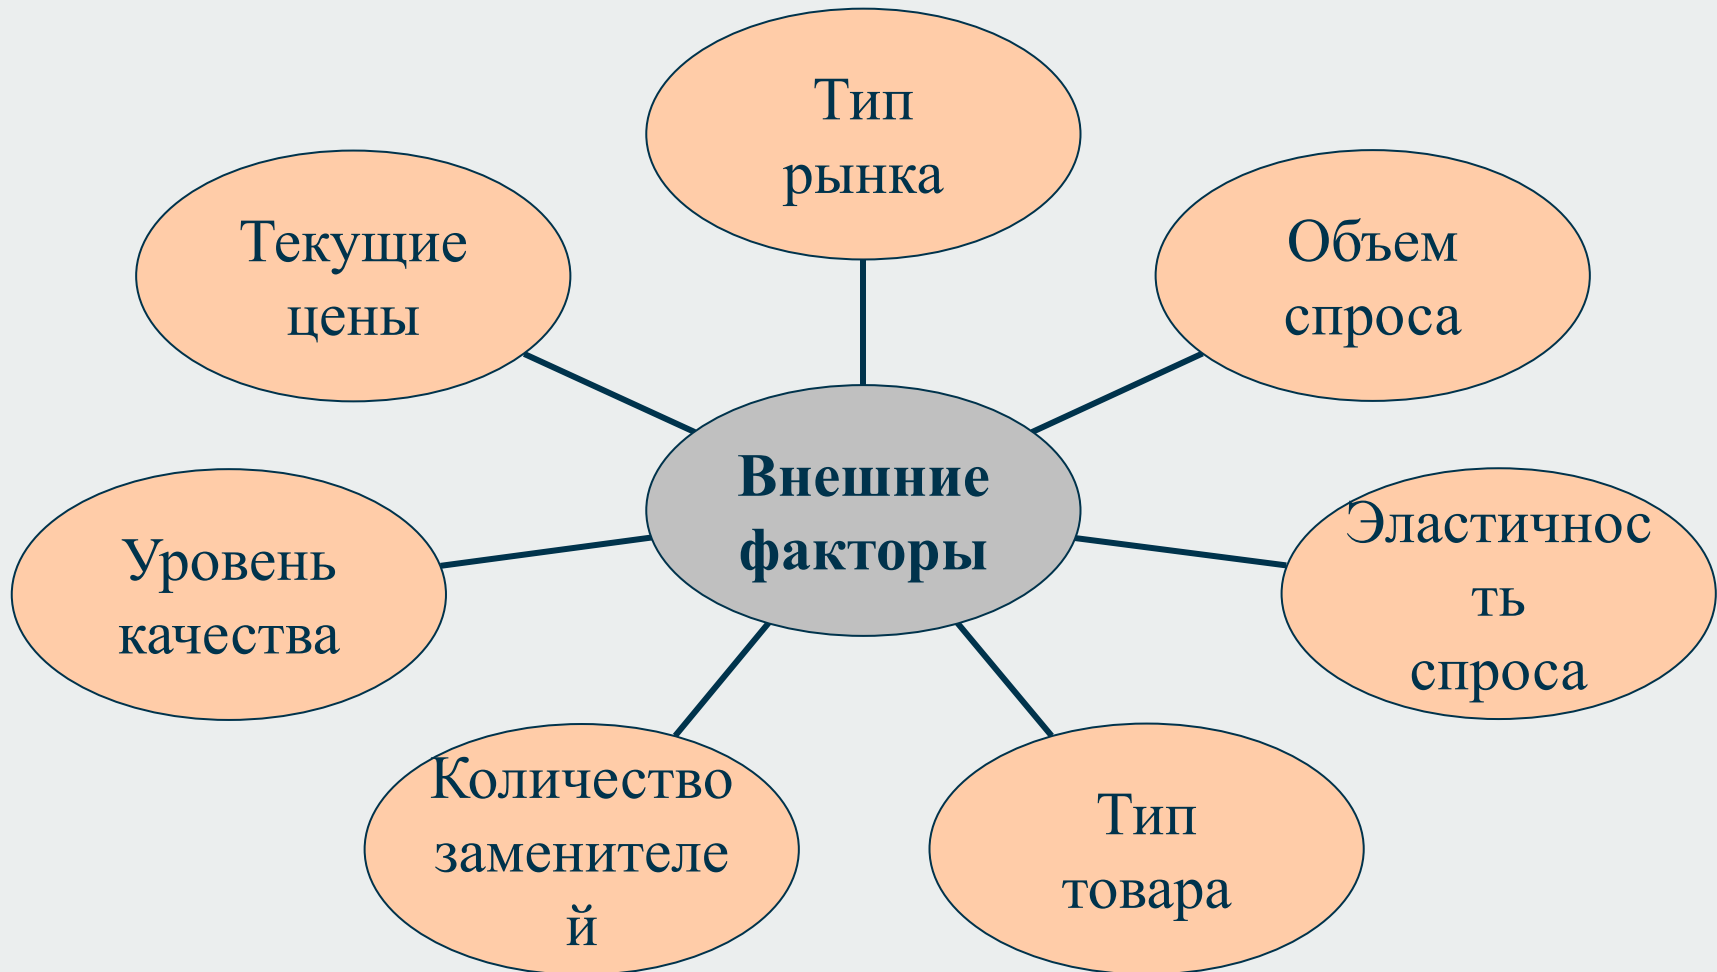 Тип
рынка
Текущие
цены
Объем
спроса
Внешние
факторы
Уровень
качества
Эластичнос
ть
спроса
Количество
заменителе
й
Тип
товара